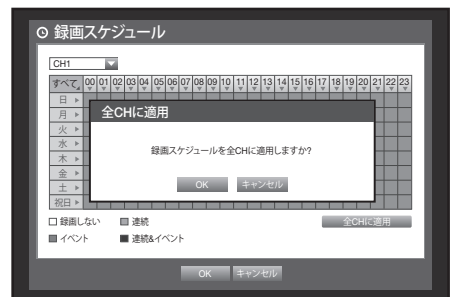 録画スケジュール
CH1
すべて 00 01 02 03 04 05 06 07 08 09 10 11 12 13 14 15 16 17 18 19 20 21 22 23
日
月
火
水
木
金
土
祝日
全CHに適用
録画スケジュールを全CHに適用しますか?
OK キャンセル
録画しない 連続 全CHに適用
イベント 連続&イベント
OK キャンセル